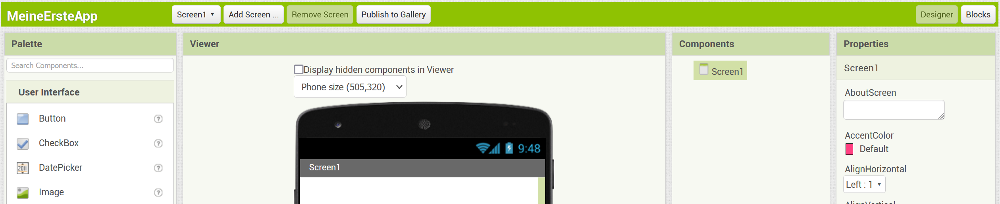 MeineErsteApp
Screen1 ▾ Add Screen ... Remove Screen Publish to Gallery
Designer Blocks
Palette
Search Components...
User Interface
Button
CheckBox
DatePicker
Image
Viewer
Display hidden components in Viewer
Phone size (505,320)
9:48
Screen1
Components
Screen1
Properties
Screen1
AboutScreen
AccentColor
Default
AlignHorizontal
Left : 1 ▾